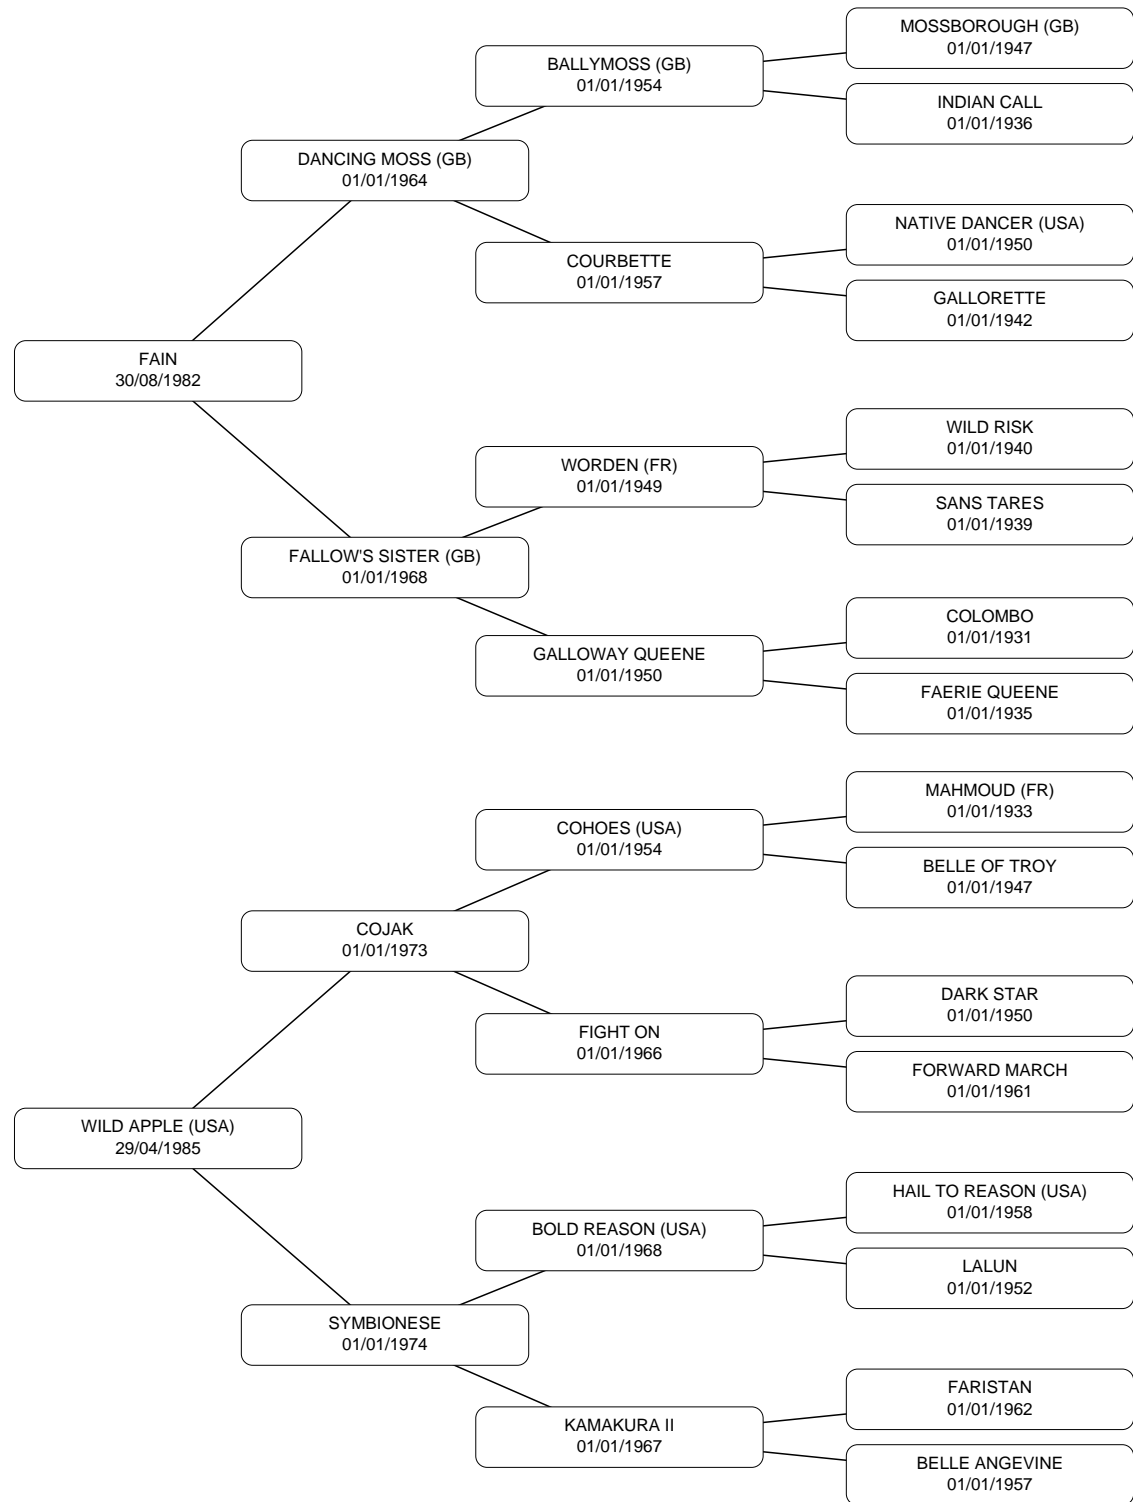 MOSSBOROUGH (GB)
01/01/1947
BALLYMOSS (GB)
01/01/1954
INDIAN CALL
01/01/1936
DANCING MOSS (GB)
01/01/1964
NATIVE DANCER (USA)
01/01/1950
COURBETTE
01/01/1957
GALLORETTE
01/01/1942
FAIN
30/08/1982
WILD RISK
01/01/1940
WORDEN (FR)
01/01/1949
SANS TARES
01/01/1939
FALLOW'S SISTER (GB)
01/01/1968
COLOMBO
01/01/1931
GALLOWAY QUEENE
01/01/1950
FAERIE QUEENE
01/01/1935
MAHMOUD (FR)
01/01/1933
COHOES (USA)
01/01/1954
BELLE OF TROY
01/01/1947
COJAK
01/01/1973
DARK STAR
01/01/1950
FIGHT ON
01/01/1966
FORWARD MARCH
01/01/1961
WILD APPLE (USA)
29/04/1985
HAIL TO REASON (USA)
01/01/1958
BOLD REASON (USA)
01/01/1968
LALUN
01/01/1952
SYMBIONESE
01/01/1974
FARISTAN
01/01/1962
KAMAKURA II
01/01/1967
BELLE ANGEVINE
01/01/1957